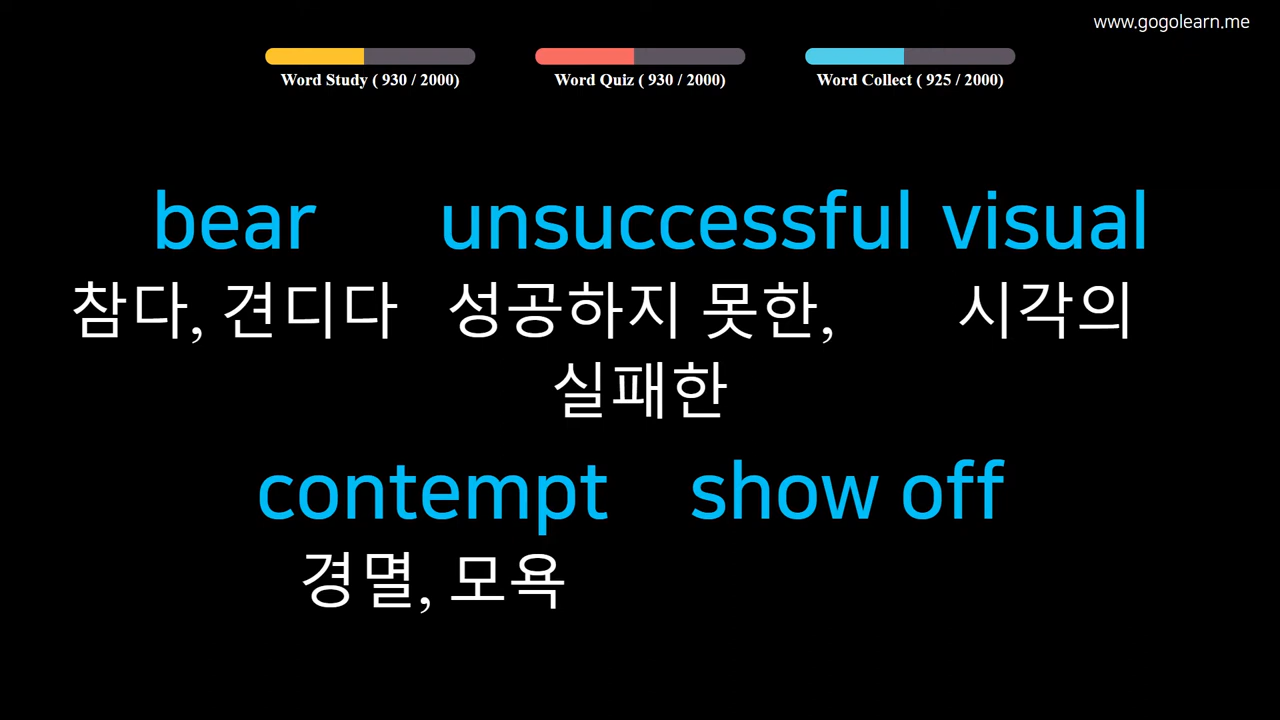 www.gogolearn.me
Word Study ( 930 / 2000)
Word Quiz ( 930 / 2000)
Word Collect ( 925 / 2000)
bear
참다, 견디다
unsuccessful
성공하지 못한,
실패한
visual
시각의
contempt
경멸, 모욕
show off